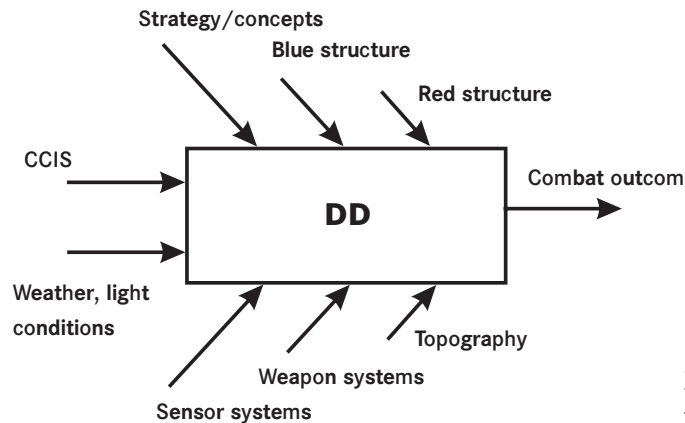 Strategy/concepts
Blue structure
Red structure
CCIS
Combat outcom
DD
Weather, light
conditions
Topography
Weapon systems
Sensor systems